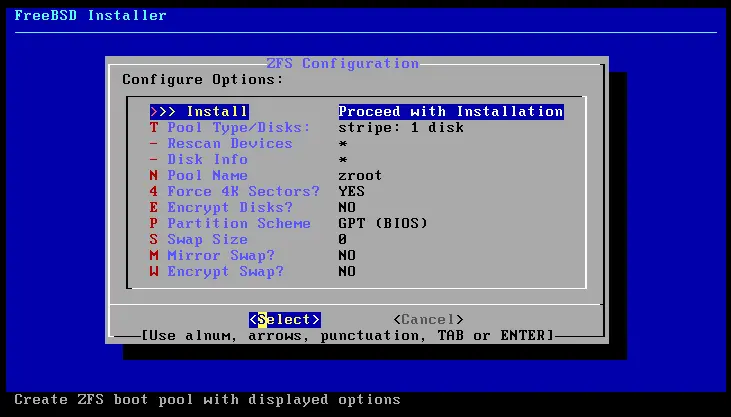 FreeBSD Installer
ZFS Configuration
Configure Options:
>>> Install Proceed with Installation
T Pool Type/Disks: stripe: 1 disk
- Rescan Devices *
- Disk Info *
N Pool Name zroot
4 Force 4K Sectors? YES
E Encrypt Disks? NO
P Partition Scheme GPT (BIOS)
S Swap Size 0
M Mirror Swap? NO
W Encrypt Swap? NO
<Select> <Cancel>
[Use alnum, arrows, punctuation, TAB or ENTER]
Create ZFS boot pool with displayed options